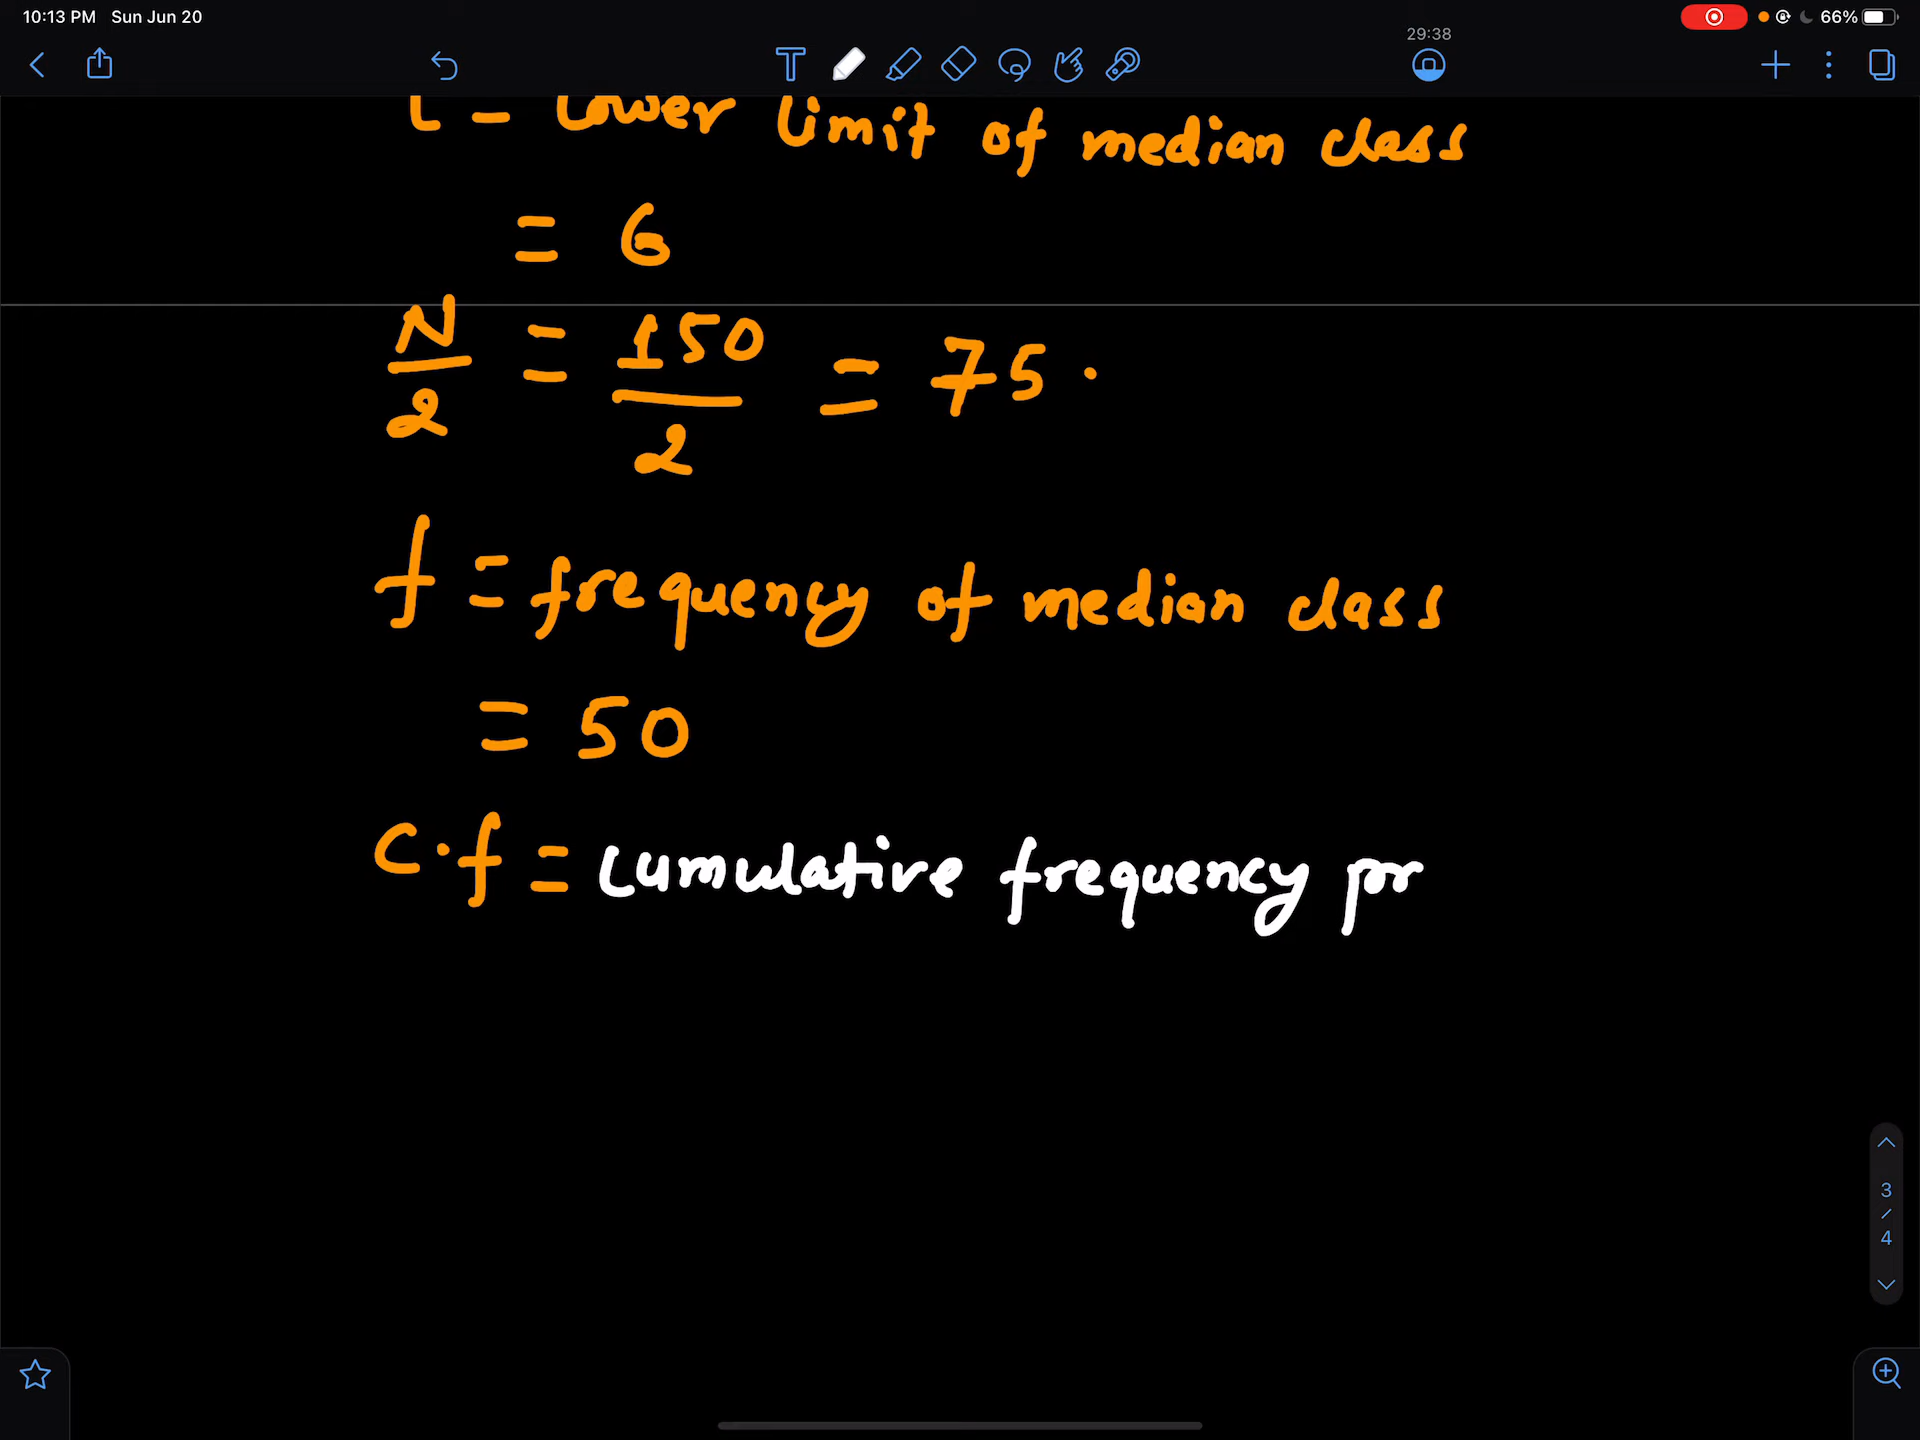 10:13 PM Sun Jun 20
66%
29:38
L = Lower limit of median class
= 6
N/2 = 150/2 = 75 .
f = frequency of median class
= 50
C.f = cumulative frequency pr
3
/
4